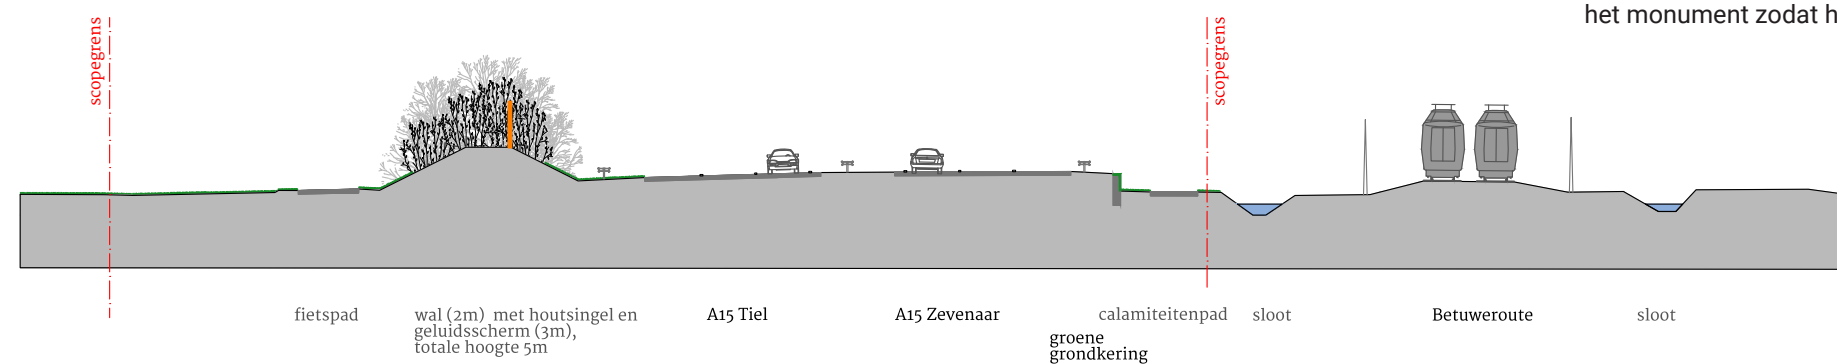 het monument zodat h
scopegrens
scopegrens
fietspad
wal (2m) met houtsingel en
geluidsscherm (3m),
totale hoogte 5m
A15 Tiel
A15 Zevenaar
groene
grondkering
calamiteitenpad
sloot
Betuweroute
sloot